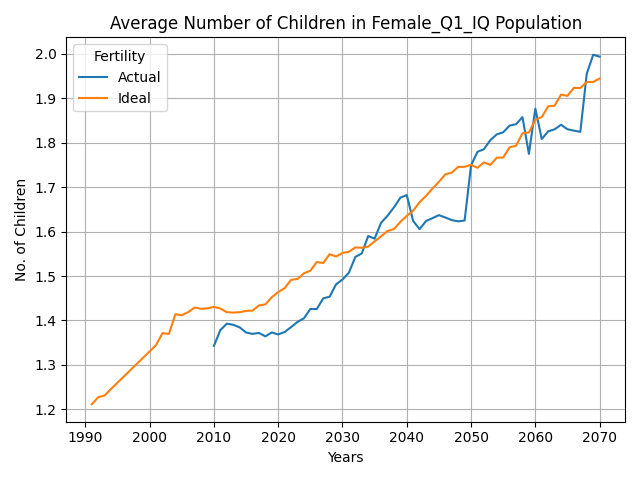 Average Number of Children in Female_Q1_IQ Population
Fertility
Actual
Ideal
No. of Children
2.0
1.9
1.8
1.7
1.6
1.5
1.4
1.3
1.2
1990 2000 2010 2020 2030 2040 2050 2060 2070
Years